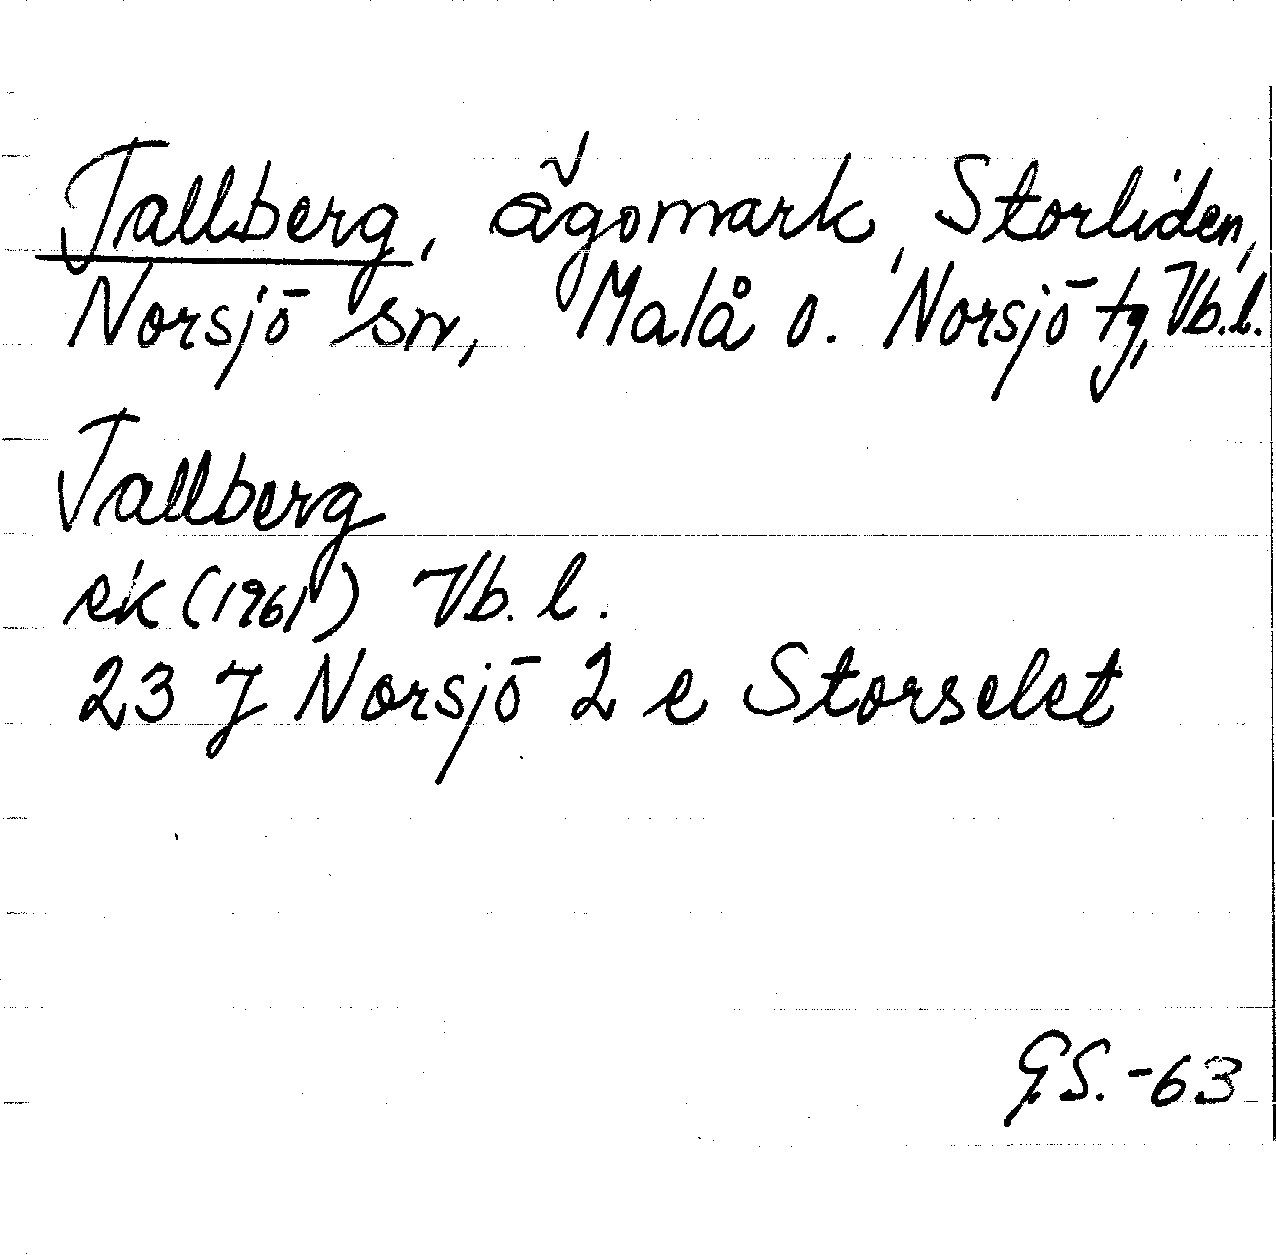 Tallberg, ägomark, Storliden,
Norsjö sn, Malå o. Norsjö tg, Vb.l.
Tallberg
ek (1961) Vb. l.
23 J Norsjö 2 e Storselet
G.S. -63